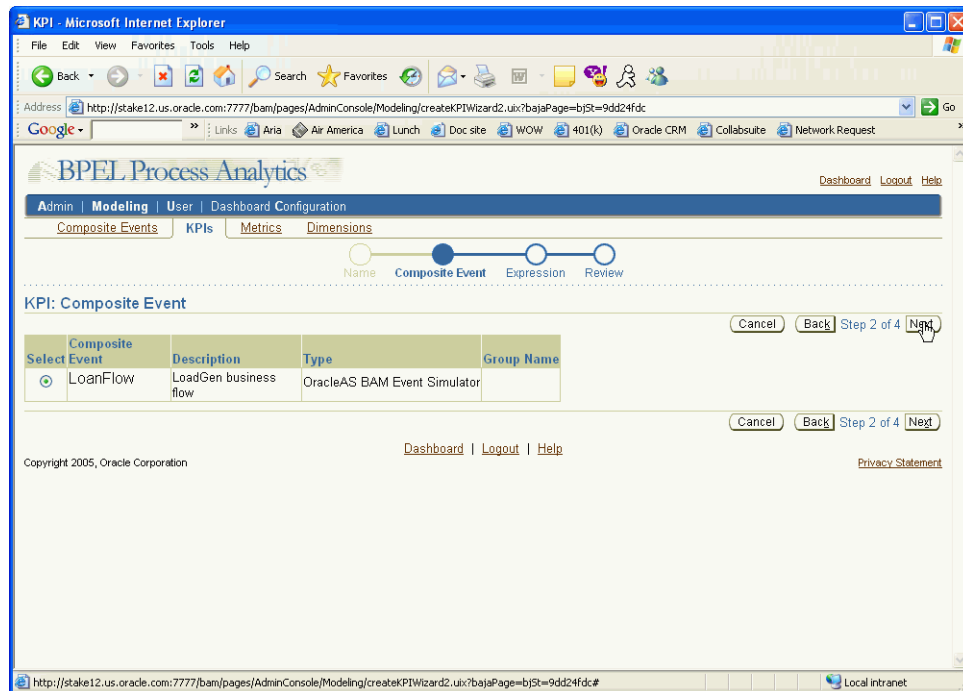 KPI - Microsoft Internet Explorer
File Edit View Favorites Tools Help
Back Search Favorites
Address http://stake12.us.oracle.com:7777/bam/pages/AdminConsole/Modeling/createKPIWizard2.uix?bajaPage=bjSt=9dd24fdc Go
Google Links Aria Air America Lunch Doc site WOW 401(k) Oracle CRM Collabsuite Network Request
BPEL Process Analytics
Dashboard Logout Help
Admin | Modeling | User | Dashboard Configuration
Composite Events KPIs Metrics Dimensions
Name Composite Event Expression Review
KPI: Composite Event
Cancel Back Step 2 of 4 Next
Select Composite Event Description Type Group Name
LoanFlow LoadGen business flow OracleAS BAM Event Simulator
Cancel Back Step 2 of 4 Next
Dashboard | Logout | Help
Copyright 2005, Oracle Corporation
Privacy Statement
http://stake12.us.oracle.com:7777/bam/pages/AdminConsole/Modeling/createKPIWizard2.uix?bajaPage=bjSt=9dd24fdc# Local intranet